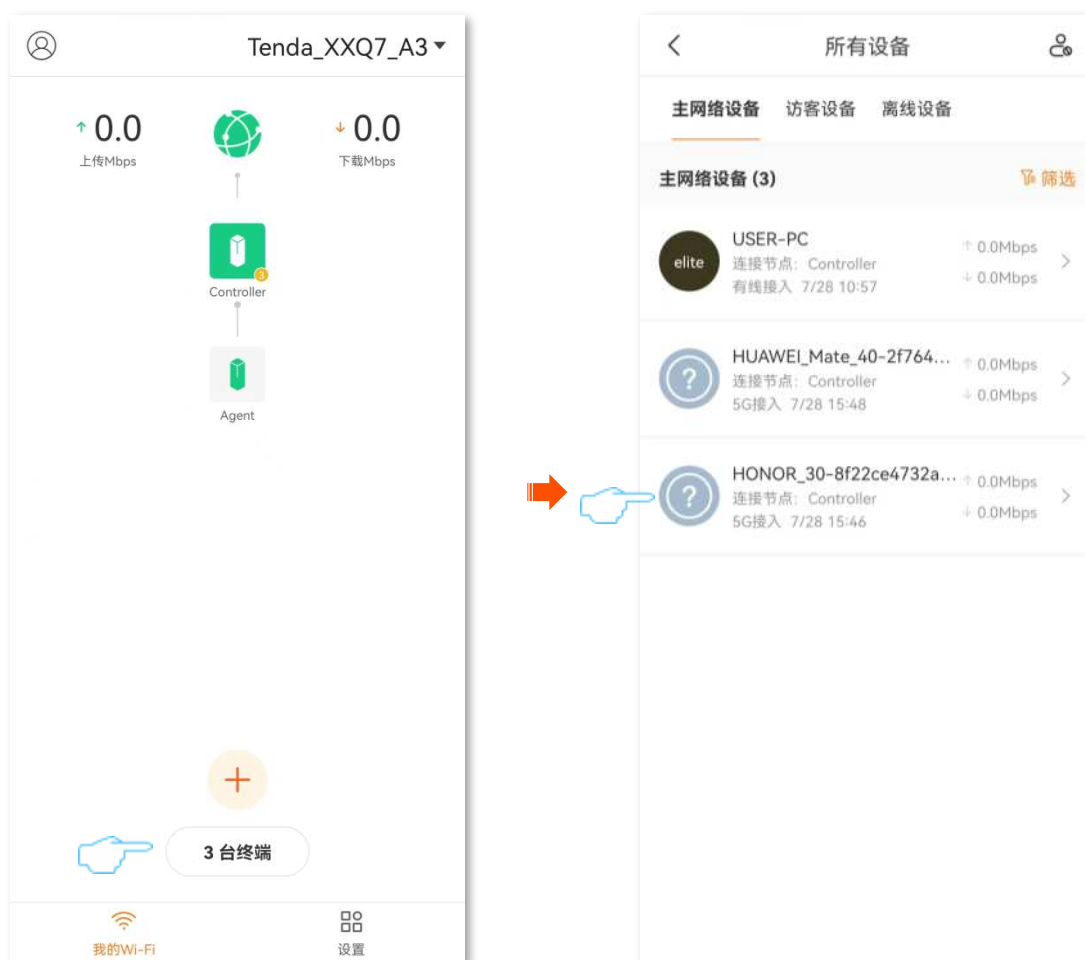 Tenda_XXQ7_A3
0.0
上传Mbps
0.0
下载Mbps
3
Controller
Agent
3 台终端
我的Wi-Fi
设置
所有设备
主网络设备 访客设备 离线设备
主网络设备 (3)
筛选
elite
USER-PC
连接节点: Controller
有线接入 7/28 10:57
↑ 0.0Mbps
↓ 0.0Mbps
?
HUAWEI_Mate_40-2f764...
连接节点: Controller
5G接入 7/28 15:48
↑ 0.0Mbps
↓ 0.0Mbps
?
HONOR_30-8f22ce4732a...
连接节点: Controller
5G接入 7/28 15:46
↑ 0.0Mbps
↓ 0.0Mbps